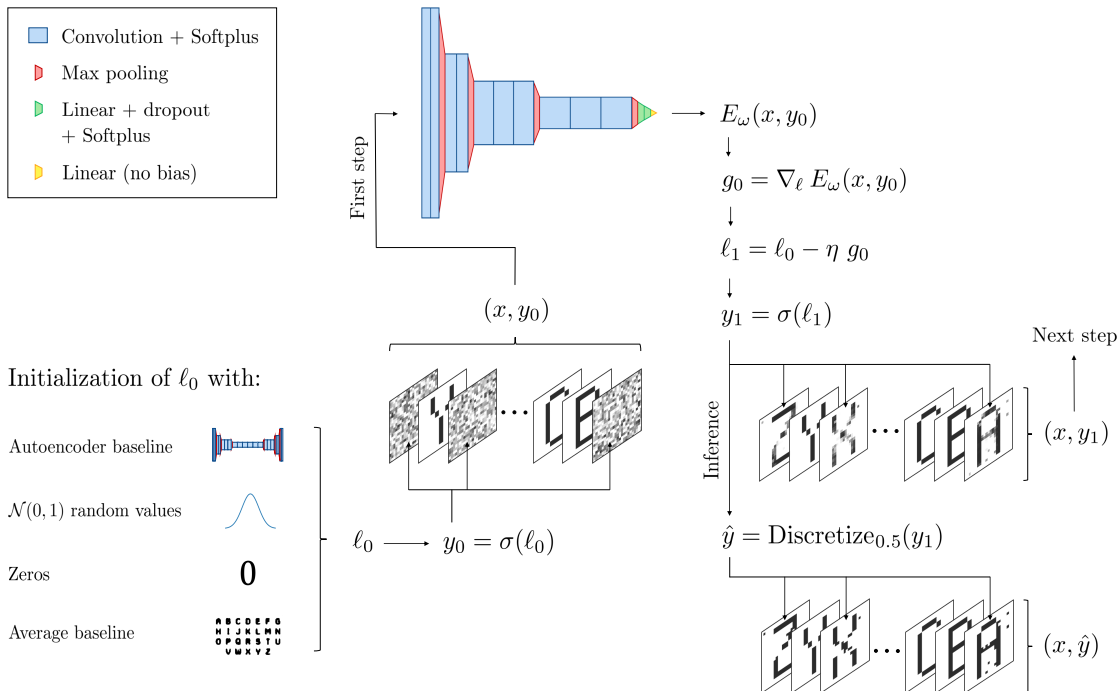 Convolution + Softplus
Max pooling
Linear + dropout
+ Softplus
Linear (no bias)
First step
E_ω(x, y_0)
g_0 = ∇_ℓ E_ω(x, y_0)
ℓ_1 = ℓ_0 − η g_0
y_1 = σ(ℓ_1)
(x, y_0)
Next step
Initialization of ℓ_0 with:
Autoencoder baseline
N(0, 1) random values
Zeros
0
Average baseline
A B C D E F G
H I J K L M N
O P Q R S T U
V W X Y Z
ℓ_0
y_0 = σ(ℓ_0)
Y
C E
Inference
Z Y K
C E A
(x, y_1)
ŷ = Discretize_{0.5}(y_1)
Y X
C E A
(x, ŷ)